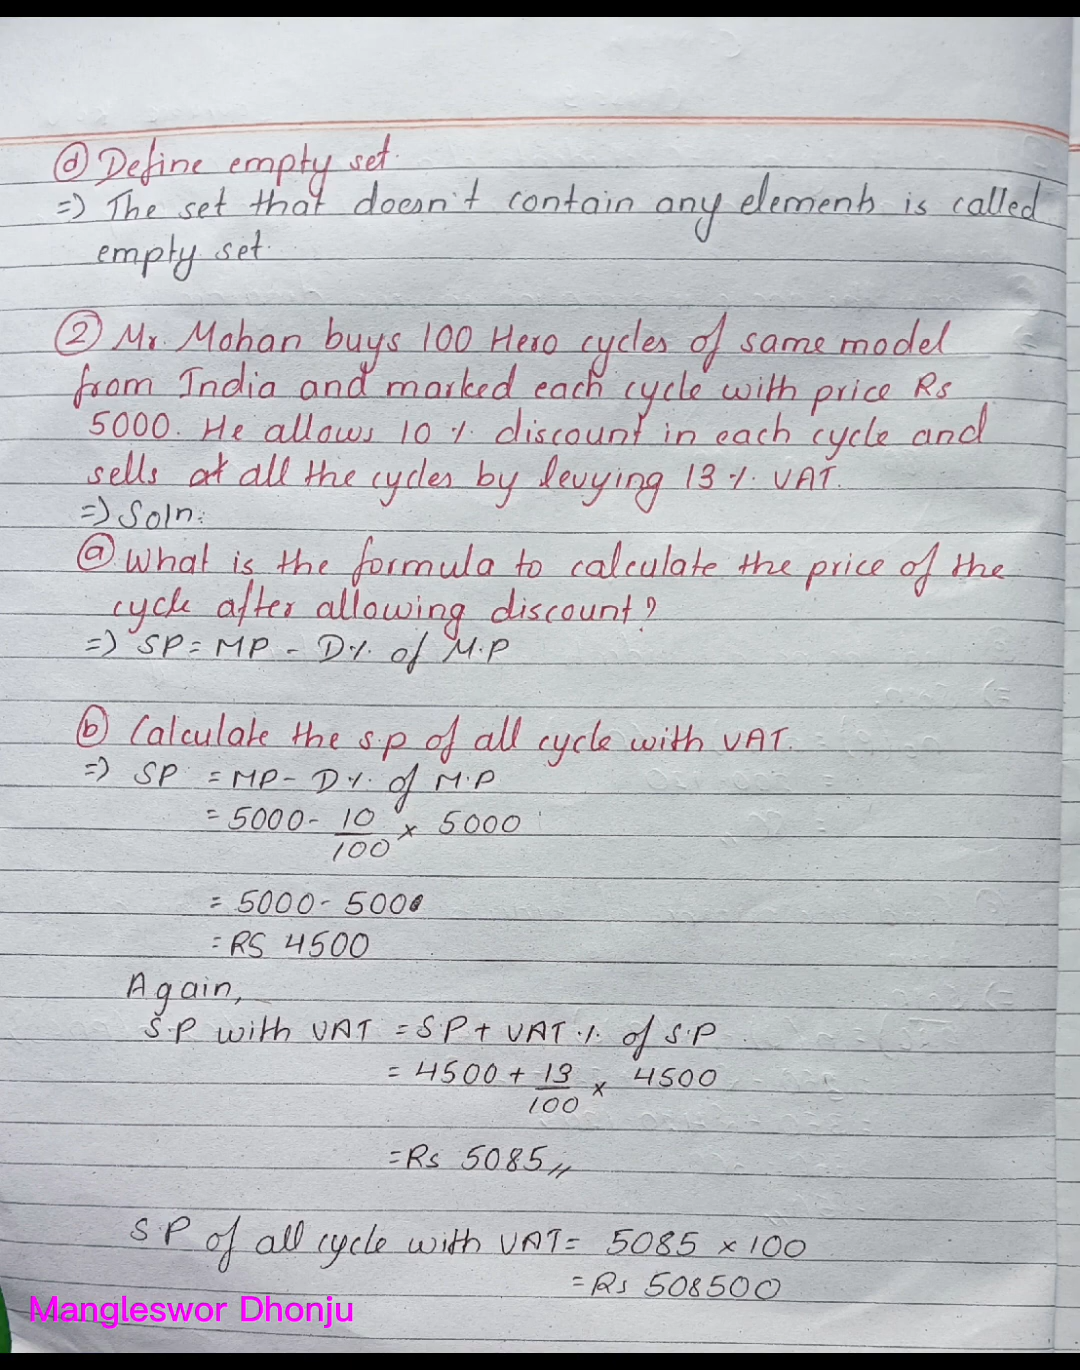 (d) Define empty set.
=) The set that doesn't contain any elements is called
empty set.
(2) Mr. Mohan buys 100 Hero cycles of same model
from India and marked each cycle with price Rs
5000. He allows 10 % discount in each cycle and
sells at all the cycles by levying 13 % VAT.
=) Soln:
(a) What is the formula to calculate the price of the
cycle after allowing discount?
=) SP = MP - D% of M.P
(b) Calculate the s.p of all cycle with VAT.
=) SP = MP - D% of M.P
= 5000 - 10/100 × 5000
= 5000 - 500
= RS 4500
Again,
S.P with VAT = SP + VAT % of S.P
= 4500 + 13/100 × 4500
= Rs 5085//
S.P of all cycle with VAT = 5085 × 100
= Rs 508500
Mangleswor Dhonju